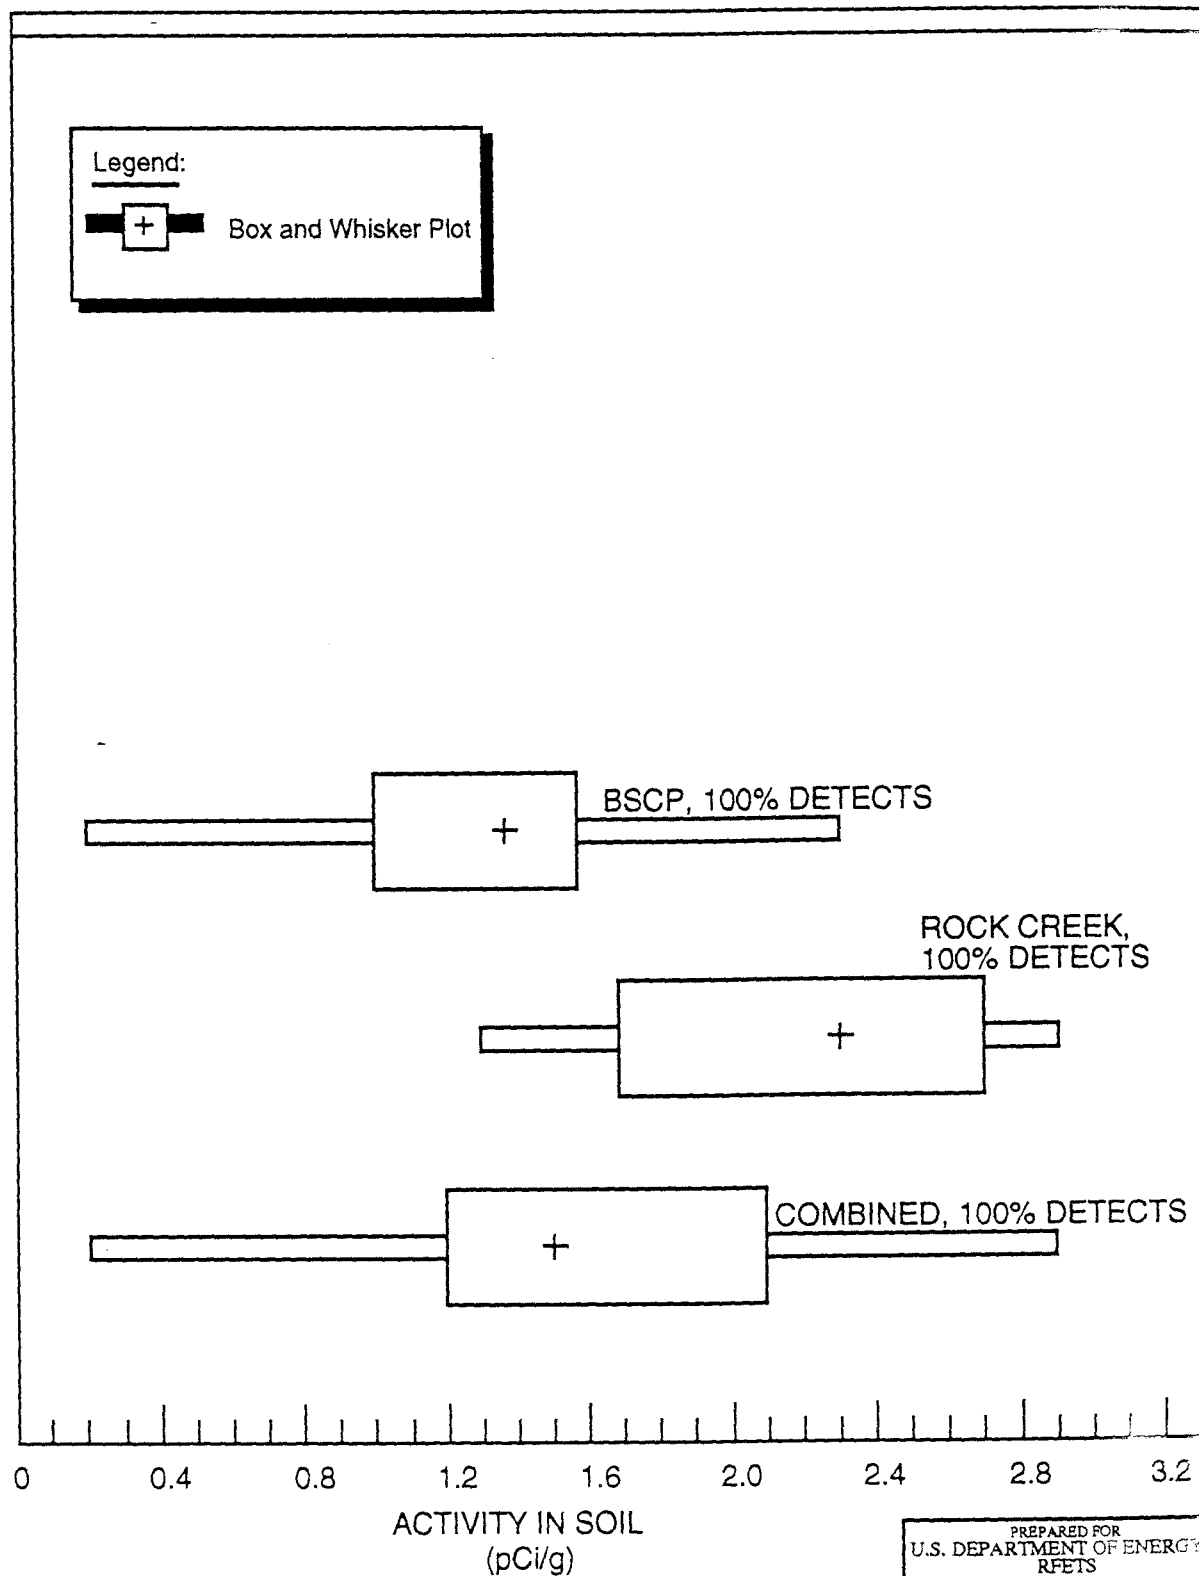 Legend:
Box and Whisker Plot
BSCP, 100% DETECTS
ROCK CREEK,
100% DETECTS
COMBINED, 100% DETECTS
0 0.4 0.8 1.2 1.6 2.0 2.4 2.8 3.2
ACTIVITY IN SOIL
(pCi/g)
PREPARED FOR
U.S. DEPARTMENT OF ENERGY
RFETS